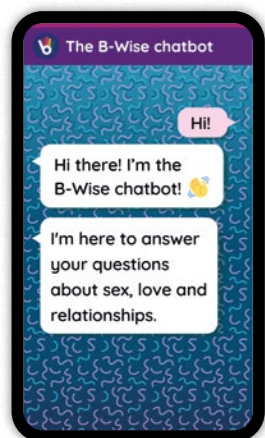 The B-Wise chatbot
Hi!
Hi there! I'm the
B-Wise chatbot! 👋
I'm here to answer
your questions
about sex, love and
relationships.